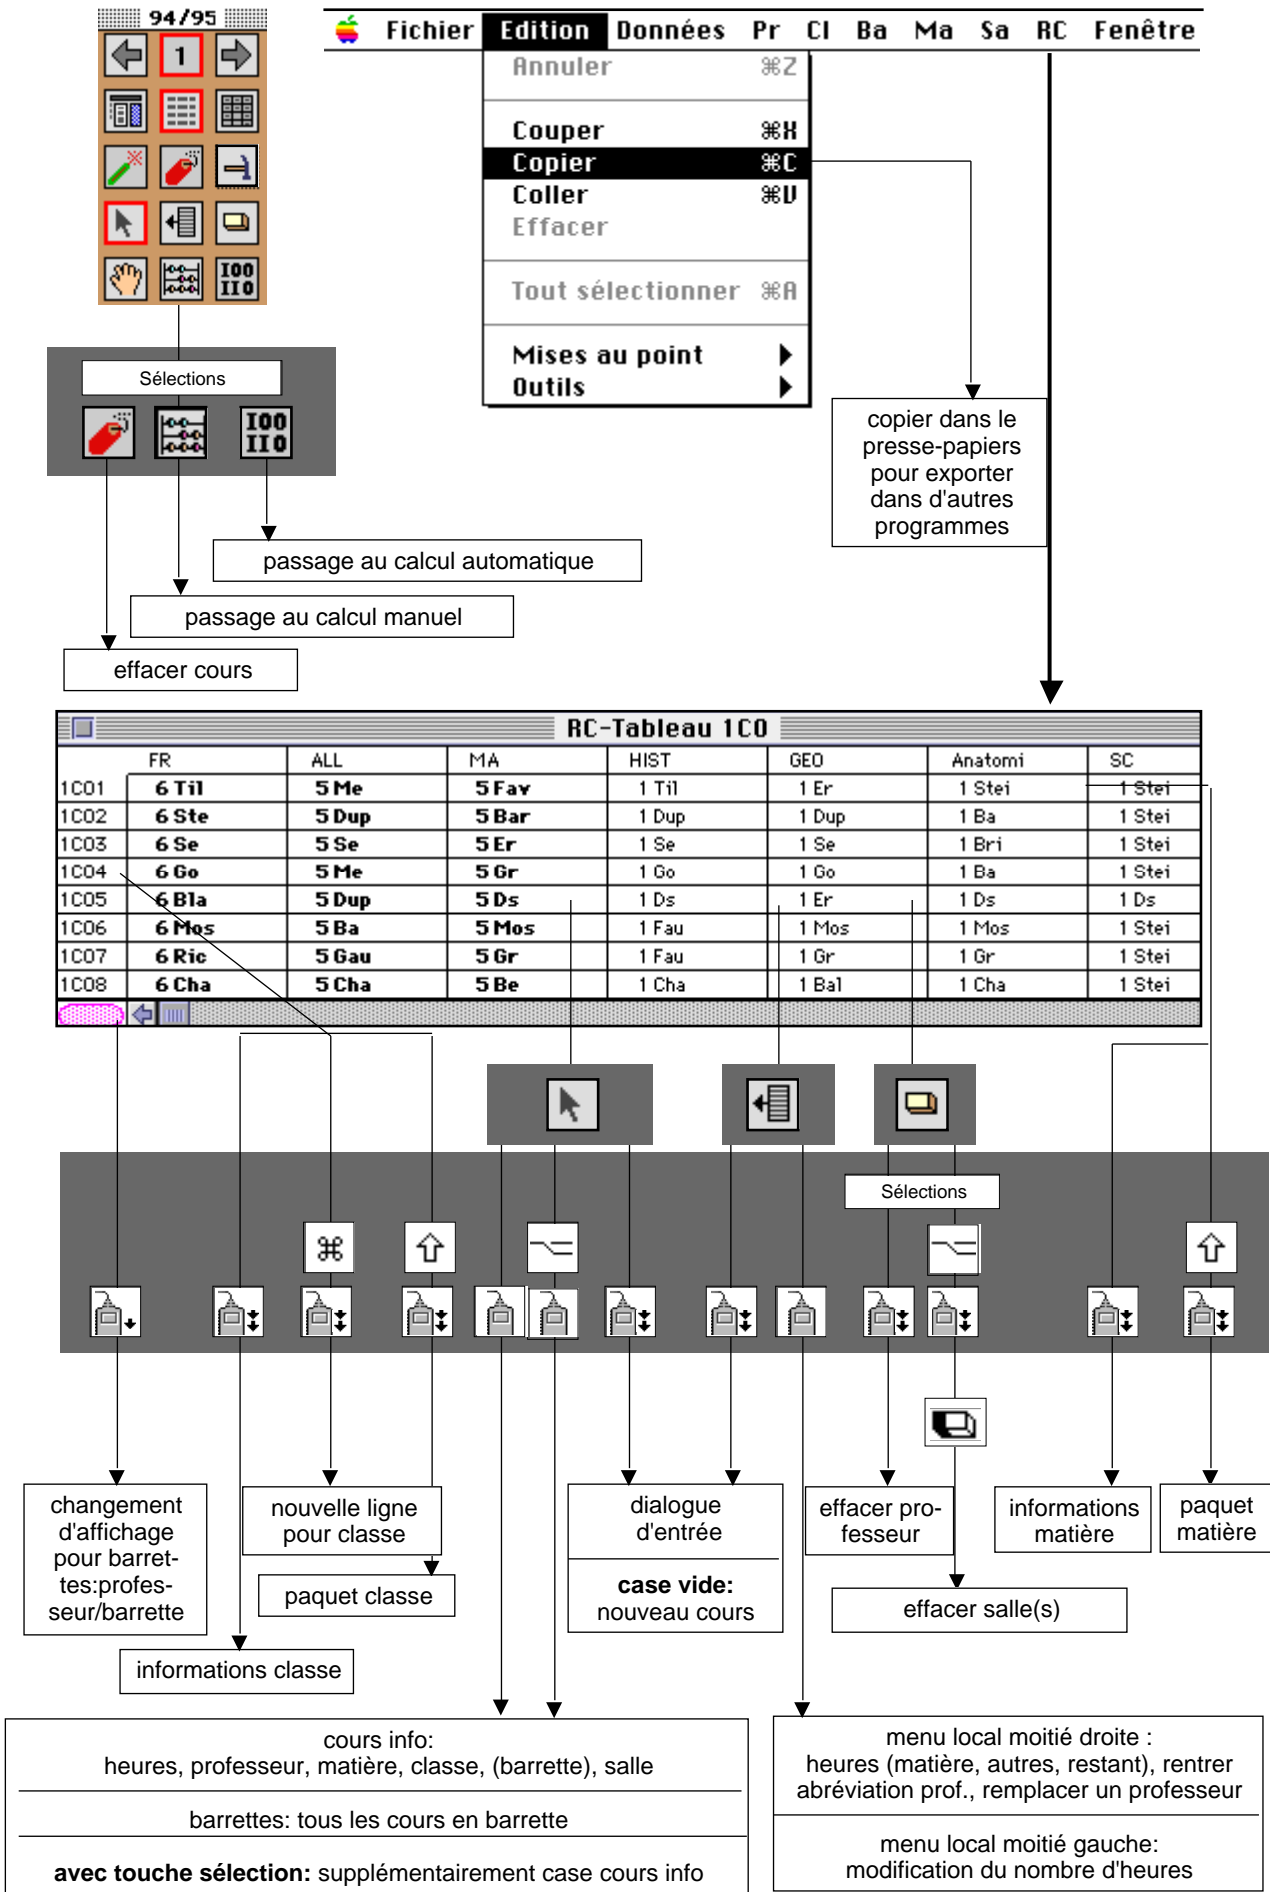 94/95
1
Fichier Edition Données Pr Cl Ba Ma Sa RC Fenêtre
Annuler ⌘Z
Couper ⌘X
Copier ⌘C
Coller ⌘V
Effacer
Tout sélectionner ⌘A
Mises au point
Outils
I00
II0
Sélections
I00
II0
copier dans le
presse-papiers
pour exporter
dans d'autres
programmes
passage au calcul automatique
passage au calcul manuel
effacer cours
RC-Tableau 1CO
FR ALL MA HIST GEO Anatomi SC
1CO1 6 Til 5 Me 5 Fav 1 Til 1 Er 1 Stei 1 Stei
1CO2 6 Ste 5 Dup 5 Bar 1 Dup 1 Dup 1 Ba 1 Stei
1CO3 6 Se 5 Se 5 Er 1 Se 1 Se 1 Bri 1 Stei
1CO4 6 Go 5 Me 5 Gr 1 Go 1 Go 1 Ba 1 Stei
1CO5 6 Bla 5 Dup 5 Ds 1 Ds 1 Er 1 Ds 1 Ds
1CO6 6 Mos 5 Ba 5 Mos 1 Fau 1 Mos 1 Mos 1 Stei
1CO7 6 Ric 5 Gau 5 Gr 1 Fau 1 Gr 1 Gr 1 Stei
1CO8 6 Cha 5 Cha 5 Be 1 Cha 1 Bal 1 Cha 1 Stei
Sélections
⌘
changement
d'affichage
pour barret-
tes:profes-
seur/barrette
nouvelle ligne
pour classe
paquet classe
informations classe
dialogue
d'entrée
case vide:
nouveau cours
effacer pro-
fesseur
effacer salle(s)
informations
matière
paquet
matière
cours info:
heures, professeur, matière, classe, (barrette), salle
barrettes: tous les cours en barrette
avec touche sélection: supplémentairement case cours info
menu local moitié droite :
heures (matière, autres, restant), rentrer
abréviation prof., remplacer un professeur
menu local moitié gauche:
modification du nombre d'heures